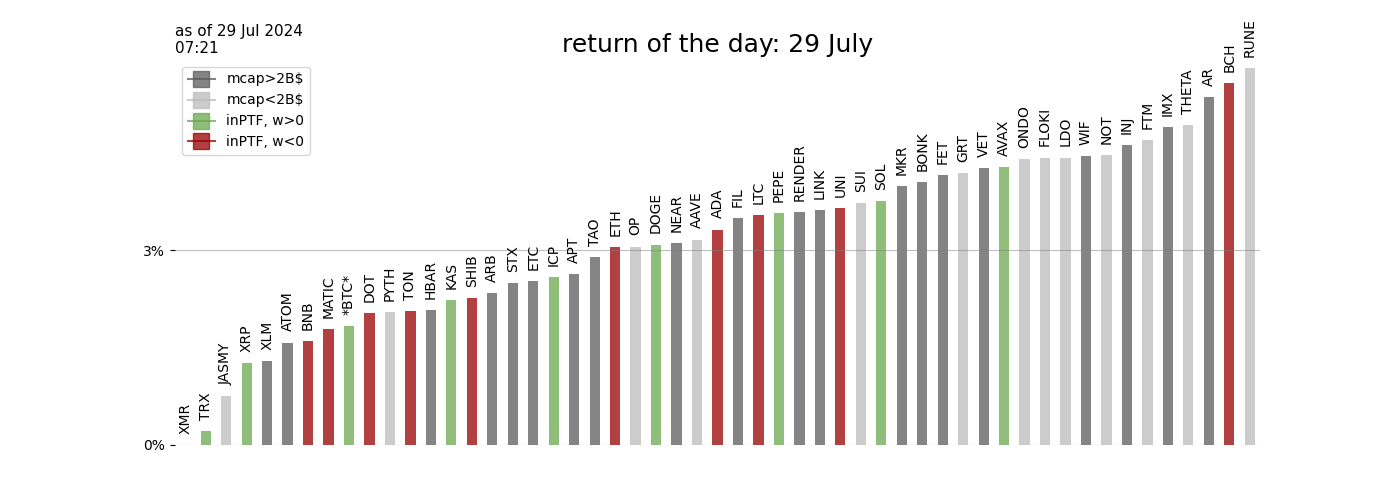 as of 29 Jul 2024
07:21
return of the day: 29 July
mcap>2B$
mcap<2B$
inPTF, w>0
inPTF, w<0
3%
0%
XMR
TRX
JASMY
XRP
XLM
ATOM
BNB
MATIC
*BTC*
DOT
PYTH
TON
HBAR
KAS
SHIB
ARB
STX
ETC
ICP
APT
TAO
ETH
OP
DOGE
NEAR
AAVE
ADA
FIL
LTC
PEPE
RENDER
LINK
UNI
SUI
SOL
MKR
BONK
FET
GRT
VET
AVAX
ONDO
FLOKI
LDO
WIF
NOT
INJ
FTM
IMX
THETA
AR
BCH
RUNE